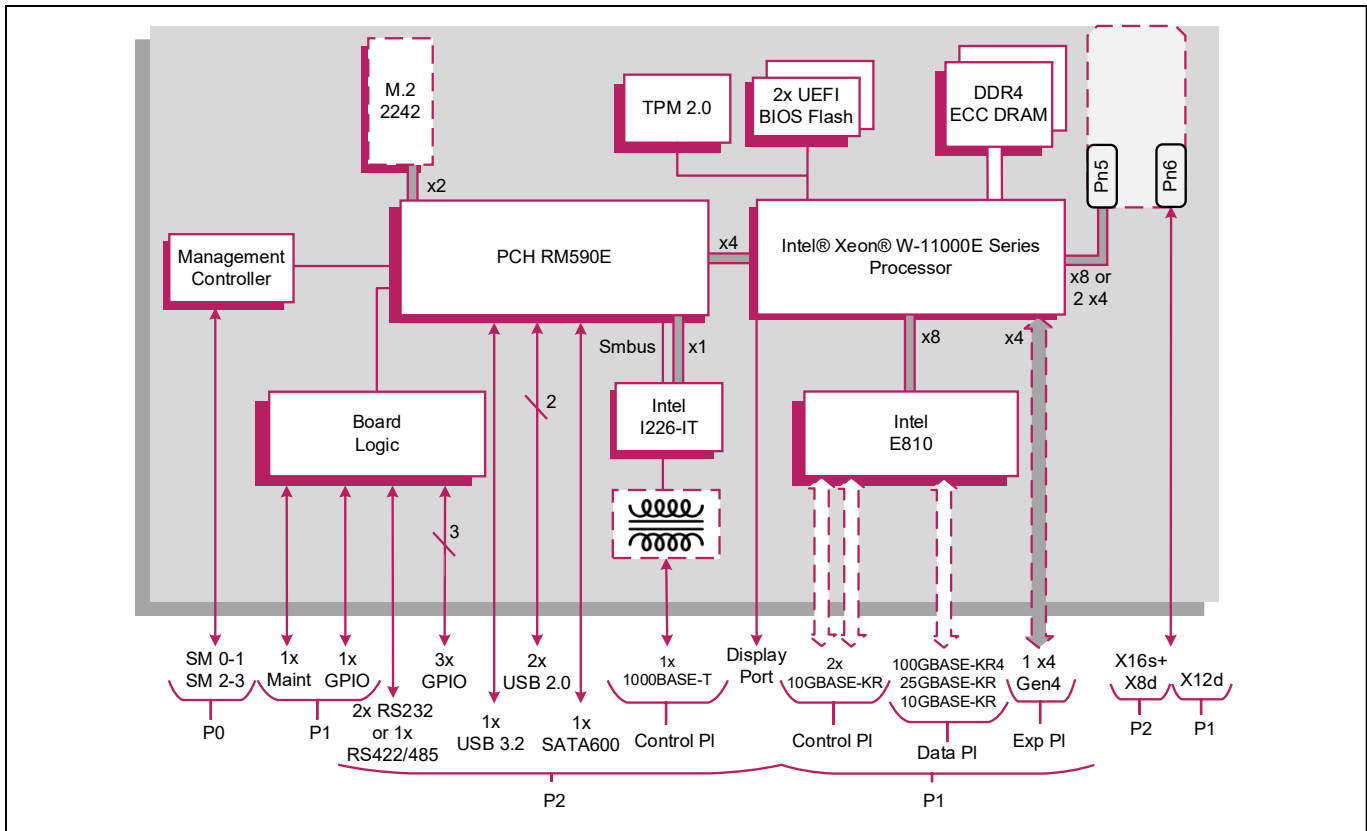 M.2
2242
TPM 2.0
2x UEFI
BIOS Flash
DDR4
ECC DRAM
Pn5
Pn6
x2
Management
Controller
PCH RM590E
x4
Intel® Xeon® W-11000E Series
Processor
x8 or
2 x4
Smbus
x1
x8
x4
Board
Logic
2
Intel
I226-IT
Intel
E810
3
SM 0-1
SM 2-3
P0
1x
Maint
1x
GPIO
P1
2x RS232
or 1x
RS422/485
3x
GPIO
1x
USB 3.2
2x
USB 2.0
1x
SATA600
1x
1000BASE-T
Control Pl
Display
Port
2x
10GBASE-KR
Control Pl
100GBASE-KR4
25GBASE-KR
10GBASE-KR
Data Pl
1 x4
Gen4
Exp Pl
X16s+
X8d
P2
X12d
P1
P2
P1